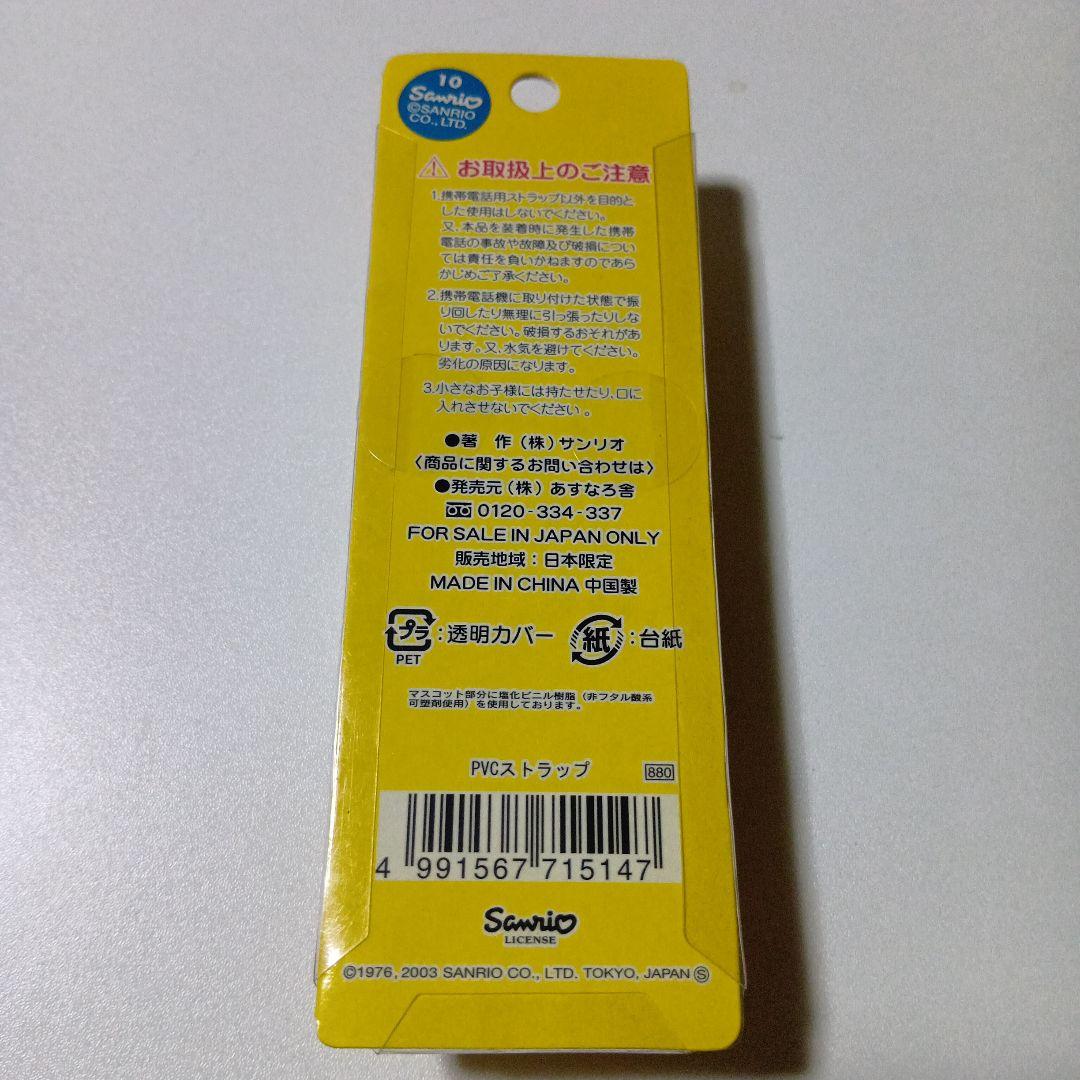 10
Sanrio
©SANRIO
CO., LTD.
⚠ お取扱上のご注意
1.携帯電話用ストラップ以外を目的と
した使用はしないでください。
又、本品を装着時に発生した携帯
電話の事故や故障及び破損につい
ては責任を負いかねますのであら
かじめご了承ください。
2.携帯電話機に取り付けた状態で振
り回したり無理に引っ張ったりしな
いでください。破損するおそれがあ
ります。又、水気を避けてください。
劣化の原因になります。
3.小さなお子様には持たせたり、口に
入れさせないでください。
●著 作(株)サンリオ
〈商品に関するお問い合わせは〉
●発売元(株)あすなろ舎
0120-334-337
FOR SALE IN JAPAN ONLY
販売地域:日本限定
MADE IN CHINA 中国製
プラ:透明カバー 紙:台紙
PET
マスコット部分に塩化ビニル樹脂(非フタル酸系
可塑剤使用)を使用しております。
PVCストラップ 880
4 991567 715147
Sanrio
LICENSE
©1976, 2003 SANRIO CO., LTD. TOKYO, JAPAN Ⓢ